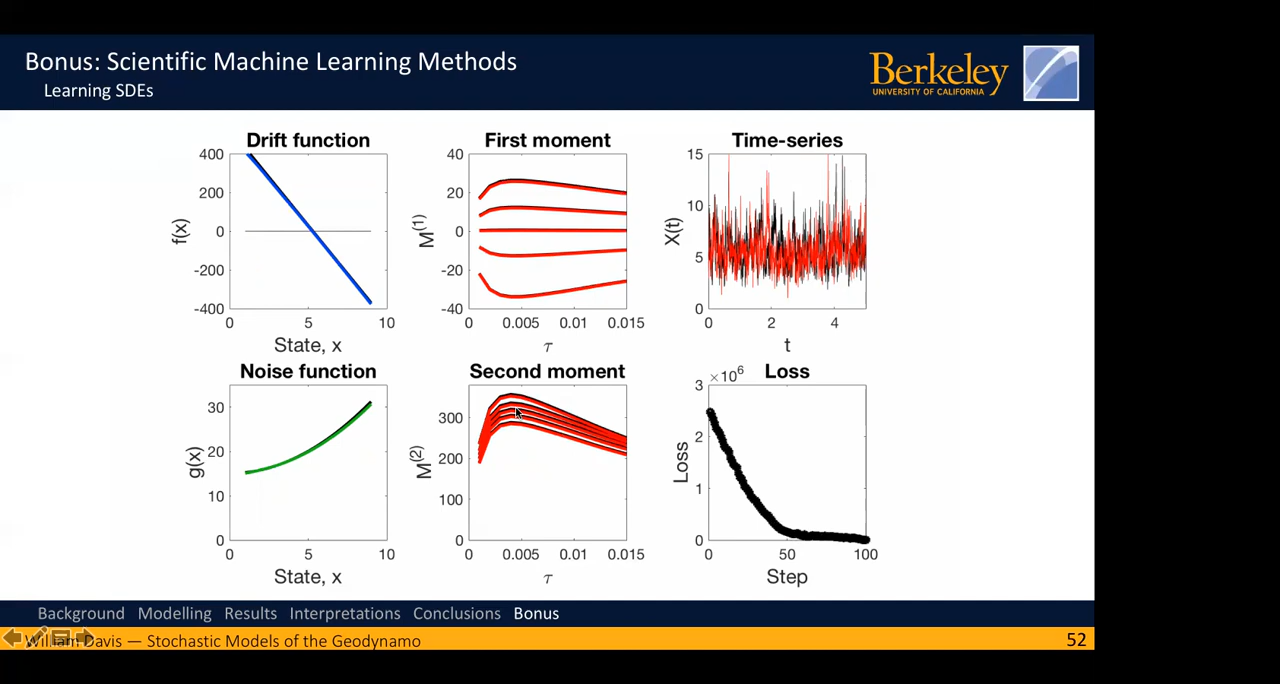 Bonus: Scientific Machine Learning Methods
Learning SDEs
Berkeley
UNIVERSITY OF CALIFORNIA
Drift function
400
200
0
-200
-400
f(x)
0 5 10
State, x
First moment
40
20
0
-20
-40
M(1)
0 0.005 0.01 0.015
τ
Time-series
15
10
5
0
X(t)
0 2 4
t
Noise function
30
20
10
0
g(x)
0 5 10
State, x
Second moment
300
200
100
0
M(2)
0 0.005 0.01 0.015
τ
Loss
×10⁶
3
2
1
0
Loss
0 50 100
Step
Background Modelling Results Interpretations Conclusions Bonus
William Davis — Stochastic Models of the Geodynamo
52